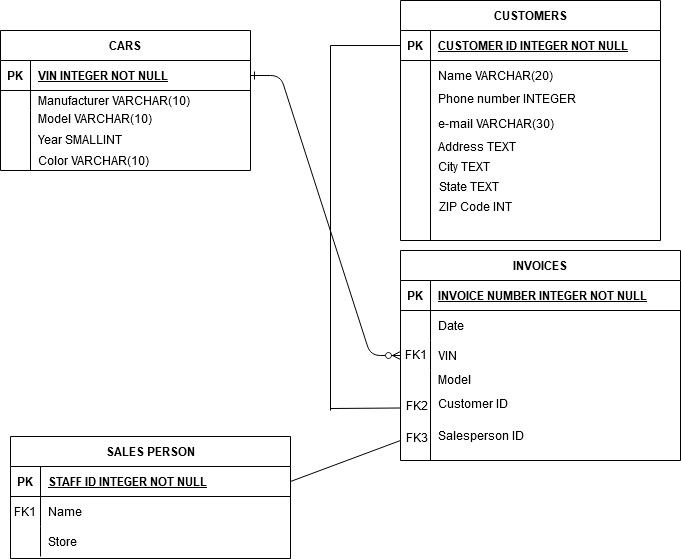 CARS
PK VIN INTEGER NOT NULL
Manufacturer VARCHAR(10)
Model VARCHAR(10)
Year SMALLINT
Color VARCHAR(10)
CUSTOMERS
PK CUSTOMER ID INTEGER NOT NULL
Name VARCHAR(20)
Phone number INTEGER
e-mail VARCHAR(30)
Address TEXT
City TEXT
State TEXT
ZIP Code INT
INVOICES
PK INVOICE NUMBER INTEGER NOT NULL
Date
FK1 VIN
Model
FK2 Customer ID
FK3 Salesperson ID
SALES PERSON
PK STAFF ID INTEGER NOT NULL
FK1 Name
Store